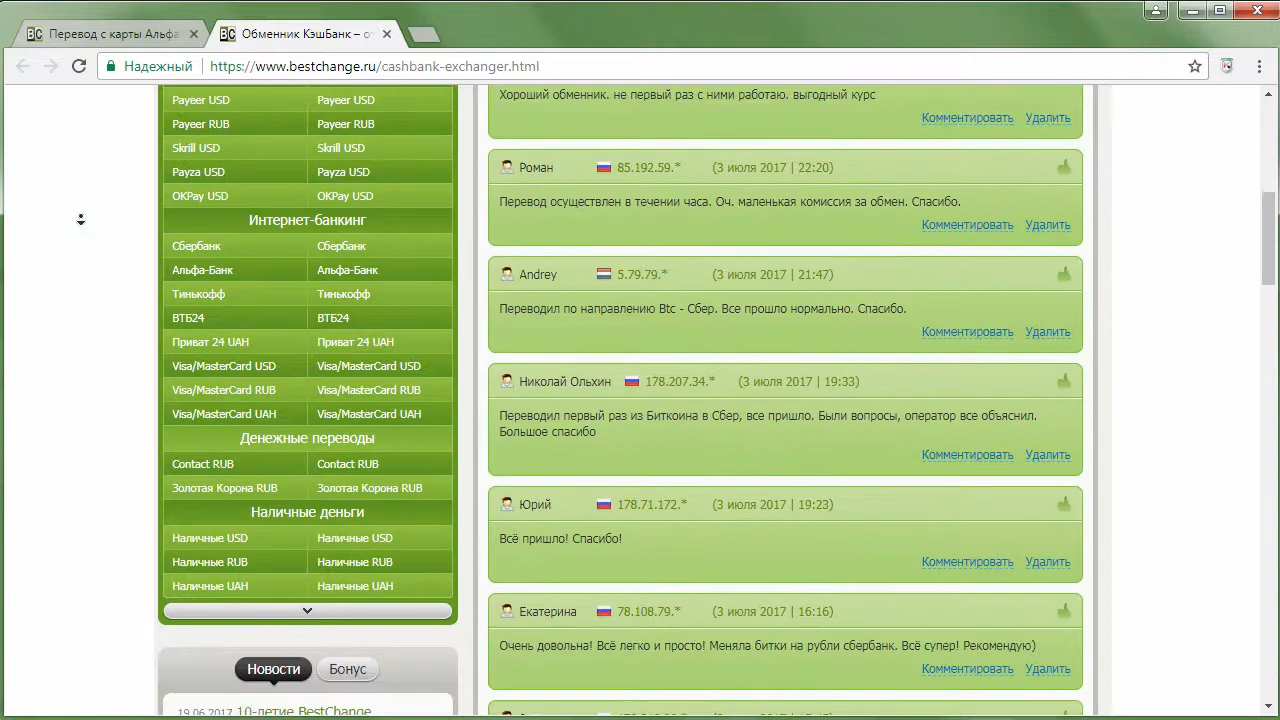 Перевод с карты Альфа
Обменник КэшБанк – от
Надежный
https://www.bestchange.ru/cashbank-exchanger.html
Payeer USD Payeer USD
Payeer RUB Payeer RUB
Skrill USD Skrill USD
Payza USD Payza USD
OKPay USD OKPay USD
Интернет-банкинг
Сбербанк Сбербанк
Альфа-Банк Альфа-Банк
Тинькофф Тинькофф
ВТБ24 ВТБ24
Приват 24 UAH Приват 24 UAH
Visa/MasterCard USD Visa/MasterCard USD
Visa/MasterCard RUB Visa/MasterCard RUB
Visa/MasterCard UAH Visa/MasterCard UAH
Денежные переводы
Contact RUB Contact RUB
Золотая Корона RUB Золотая Корона RUB
Наличные деньги
Наличные USD Наличные USD
Наличные RUB Наличные RUB
Наличные UAH Наличные UAH
Новости Бонус
19.06.2017 10-летие BestChange
Хороший обменник. не первый раз с ними работаю. выгодный курс
Комментировать Удалить
Роман 85.192.59.* (3 июля 2017 | 22:20)
Перевод осуществлен в течении часа. Оч. маленькая комиссия за обмен. Спасибо.
Комментировать Удалить
Andrey 5.79.79.* (3 июля 2017 | 21:47)
Переводил по направлению Btc - Сбер. Все прошло нормально. Спасибо.
Комментировать Удалить
Николай Ольхин 178.207.34.* (3 июля 2017 | 19:33)
Переводил первый раз из Биткоина в Сбер, все пришло. Были вопросы, оператор все объяснил.
Большое спасибо
Комментировать Удалить
Юрий 178.71.172.* (3 июля 2017 | 19:23)
Всё пришло! Спасибо!
Комментировать Удалить
Екатерина 78.108.79.* (3 июля 2017 | 16:16)
Очень довольна! Всё легко и просто! Меняла битки на рубли сбербанк. Всё супер! Рекомендую)
Комментировать Удалить